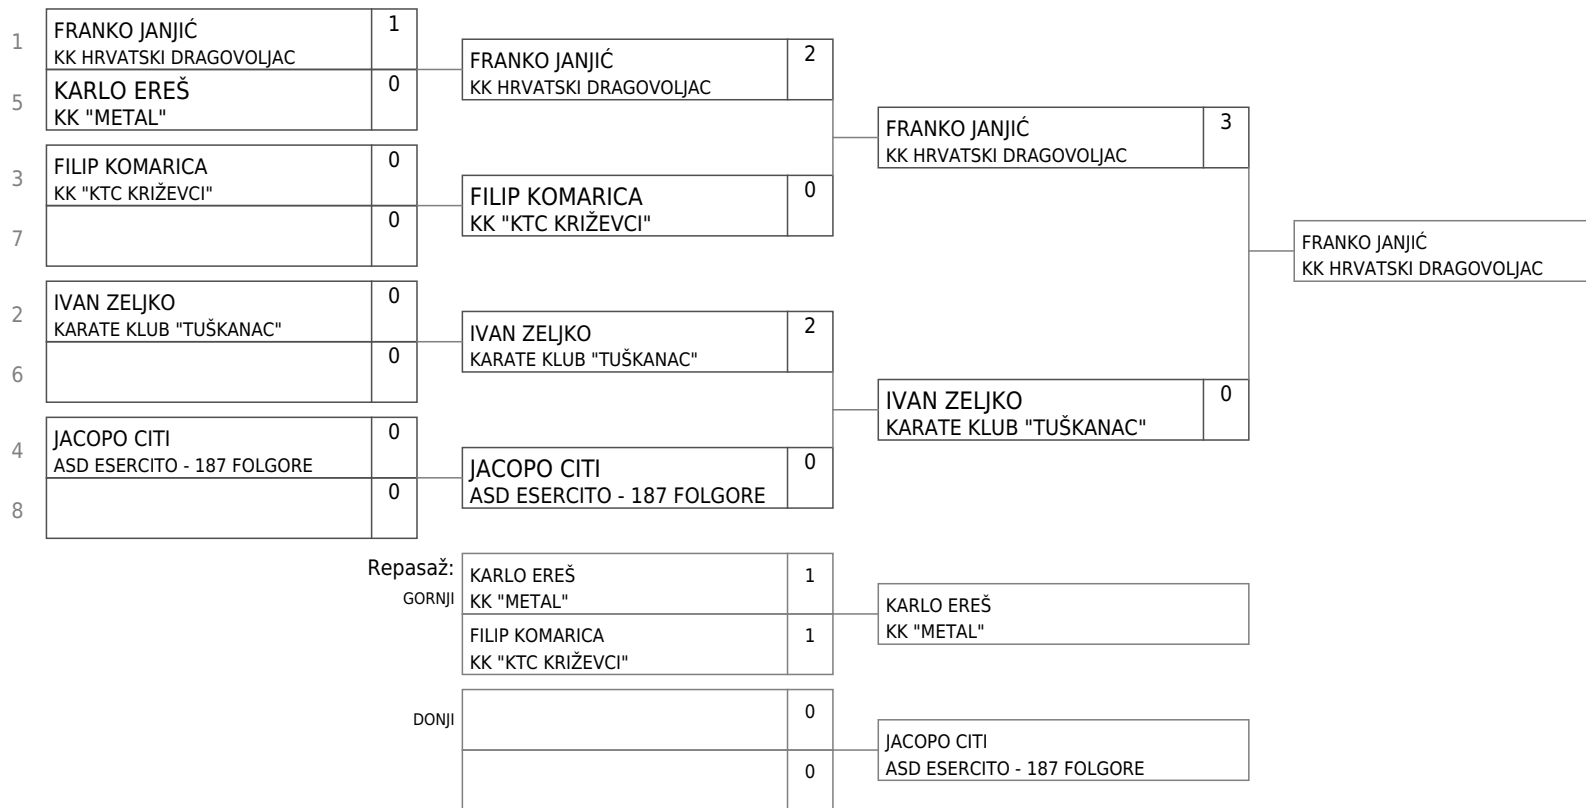 1
FRANKO JANJIĆ
KK HRVATSKI DRAGOVOLJAC
1
5
KARLO EREŠ
KK "METAL"
0
3
FILIP KOMARICA
KK "KTC KRIŽEVCI"
0
7
0
2
IVAN ZELJKO
KARATE KLUB "TUŠKANAC"
0
6
0
4
JACOPO CITI
ASD ESERCITO - 187 FOLGORE
0
8
0
FRANKO JANJIĆ
KK HRVATSKI DRAGOVOLJAC
2
FILIP KOMARICA
KK "KTC KRIŽEVCI"
0
IVAN ZELJKO
KARATE KLUB "TUŠKANAC"
2
JACOPO CITI
ASD ESERCITO - 187 FOLGORE
0
FRANKO JANJIĆ
KK HRVATSKI DRAGOVOLJAC
3
IVAN ZELJKO
KARATE KLUB "TUŠKANAC"
0
FRANKO JANJIĆ
KK HRVATSKI DRAGOVOLJAC
Repasaž:
GORNJI
KARLO EREŠ
KK "METAL"
1
FILIP KOMARICA
KK "KTC KRIŽEVCI"
1
KARLO EREŠ
KK "METAL"
DONJI
0
0
JACOPO CITI
ASD ESERCITO - 187 FOLGORE